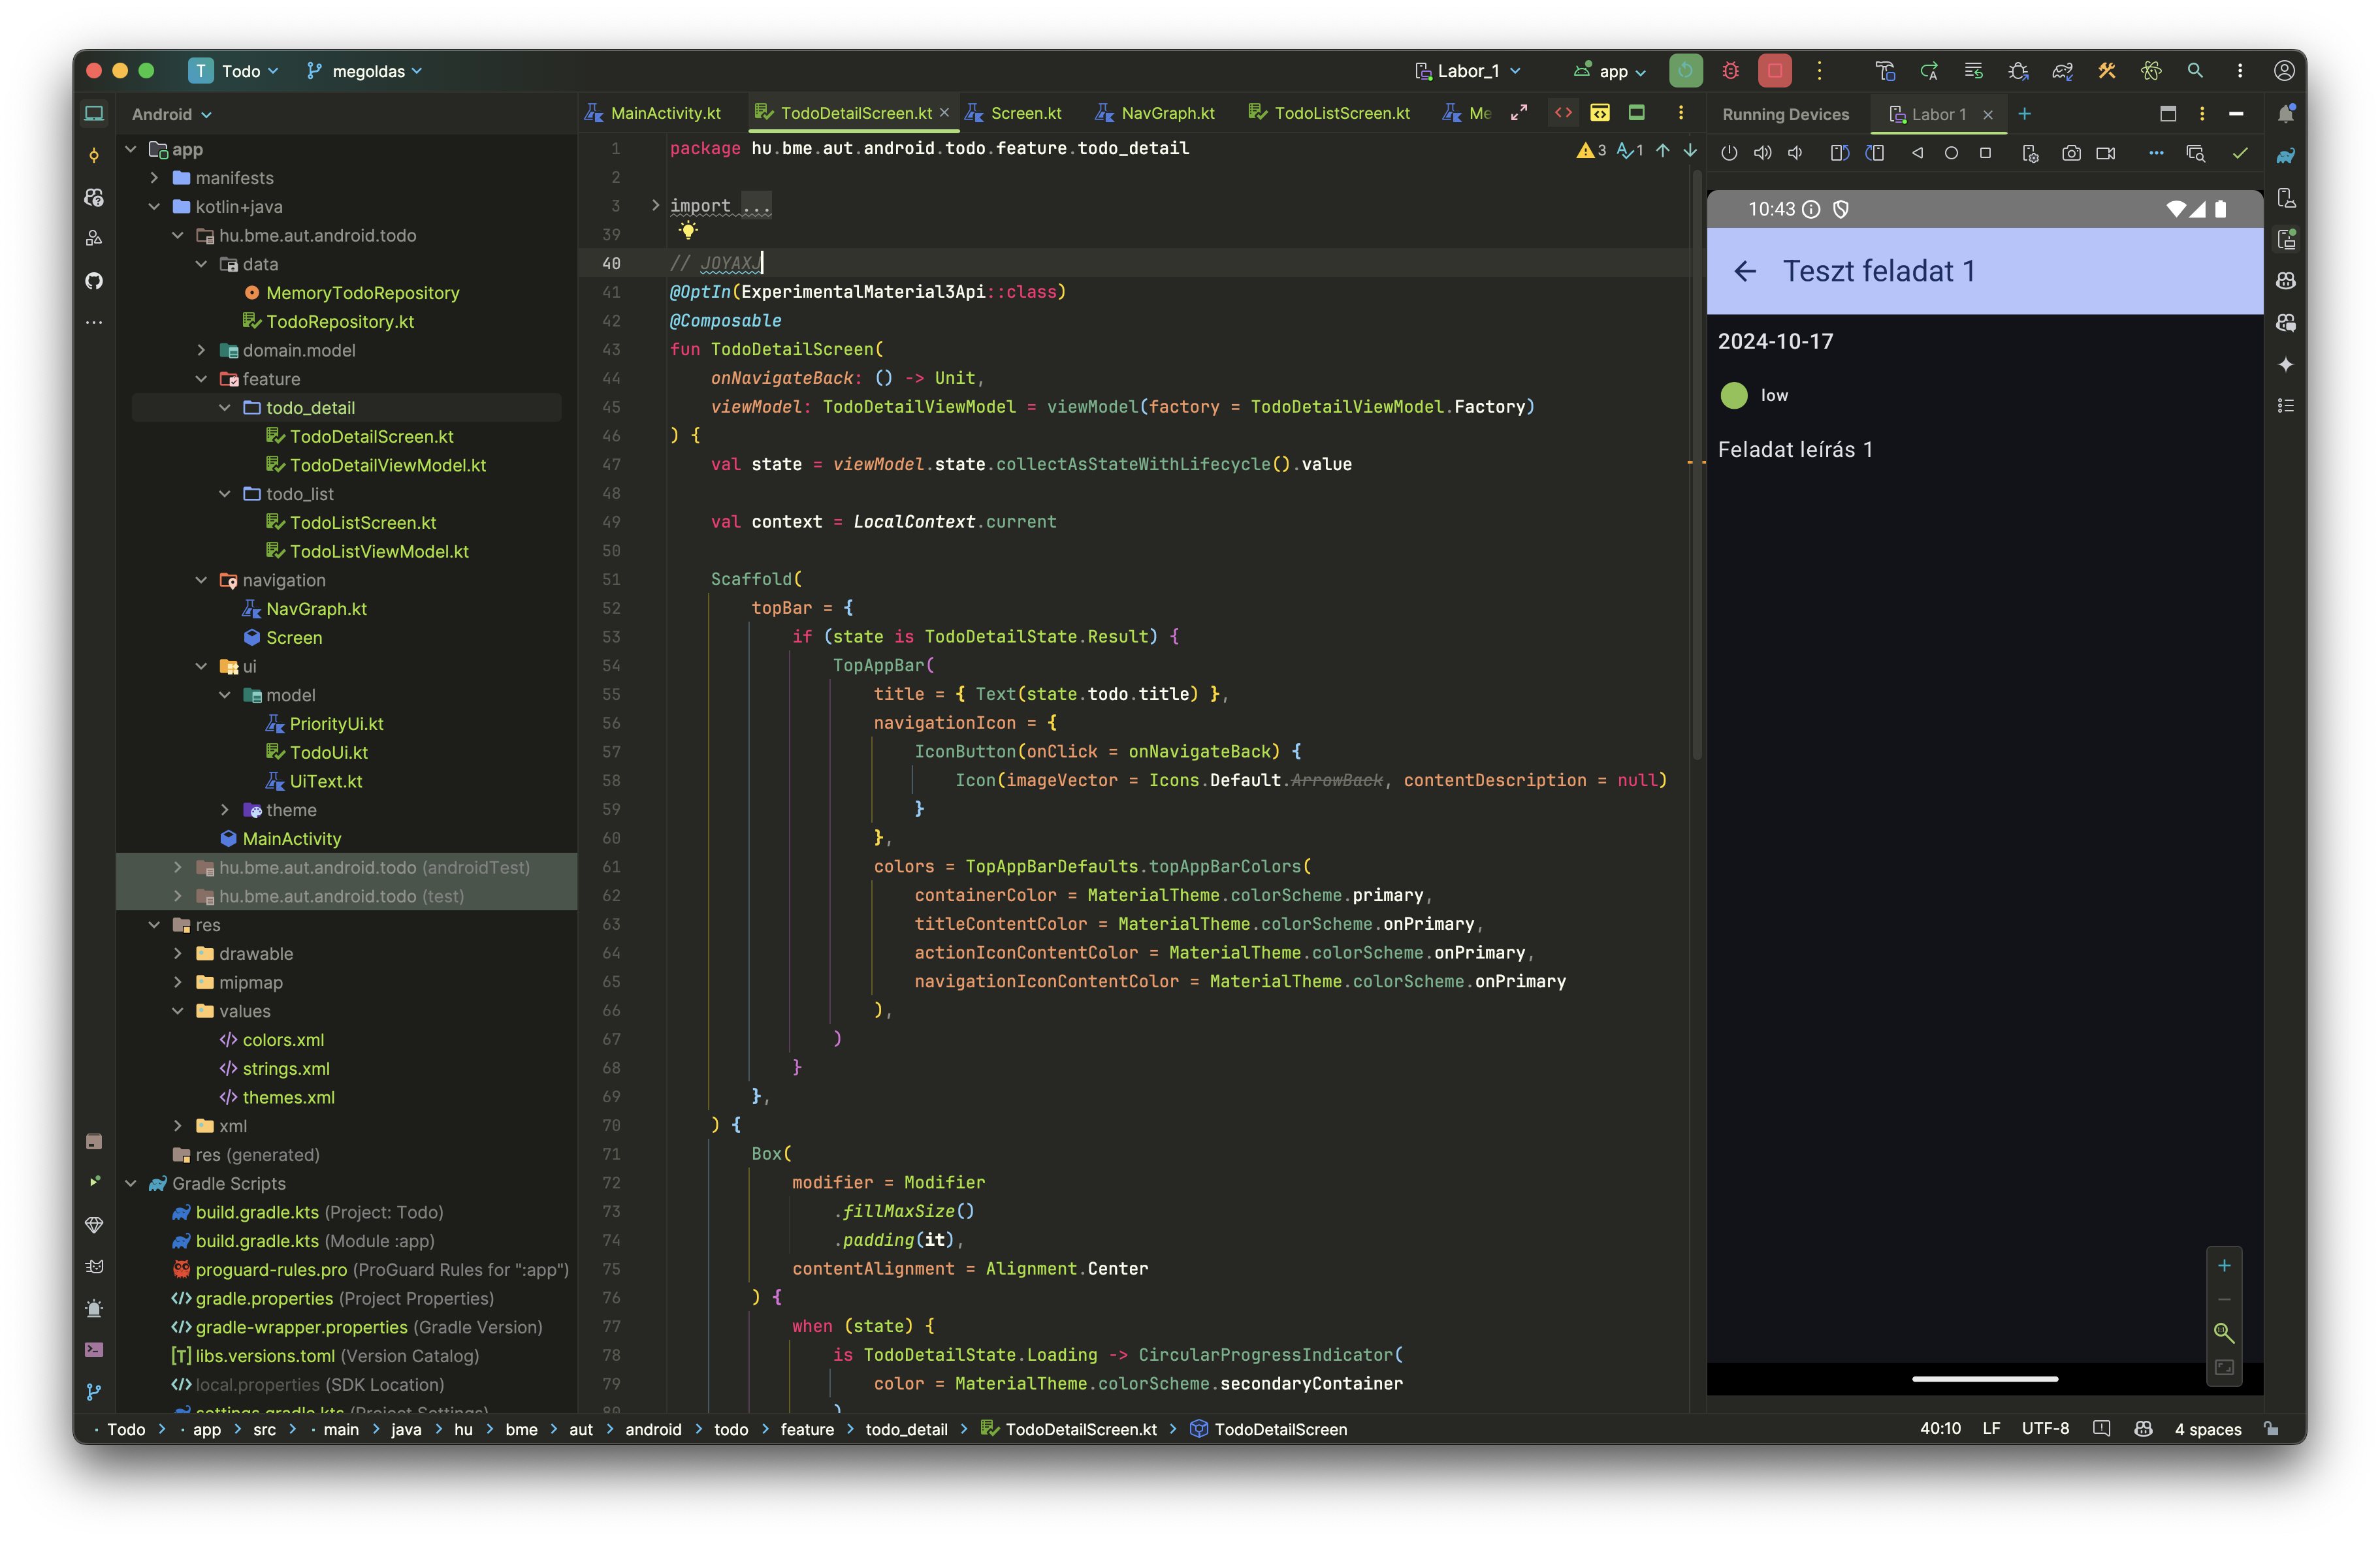 T Todo megoldas Labor_1 app
Android
app
manifests
kotlin+java
hu.bme.aut.android.todo
data
MemoryTodoRepository
TodoRepository.kt
domain.model
feature
todo_detail
TodoDetailScreen.kt
TodoDetailViewModel.kt
todo_list
TodoListScreen.kt
TodoListViewModel.kt
navigation
NavGraph.kt
Screen
ui
model
PriorityUi.kt
TodoUi.kt
UiText.kt
theme
MainActivity
hu.bme.aut.android.todo (androidTest)
hu.bme.aut.android.todo (test)
res
drawable
mipmap
values
colors.xml
strings.xml
themes.xml
xml
res (generated)
Gradle Scripts
build.gradle.kts (Project: Todo)
build.gradle.kts (Module :app)
proguard-rules.pro (ProGuard Rules for ":app")
gradle.properties (Project Properties)
gradle-wrapper.properties (Gradle Version)
libs.versions.toml (Version Catalog)
local.properties (SDK Location)
settings.gradle.kts (Project Settings)
MainActivity.kt TodoDetailScreen.kt Screen.kt NavGraph.kt TodoListScreen.kt Me
3 1
1 package hu.bme.aut.android.todo.feature.todo_detail
2
3 import ...
39
40 // JOYAXJ
41 @OptIn(ExperimentalMaterial3Api::class)
42 @Composable
43 fun TodoDetailScreen(
44 onNavigateBack: () -> Unit,
45 viewModel: TodoDetailViewModel = viewModel(factory = TodoDetailViewModel.Factory)
46 ) {
47 val state = viewModel.state.collectAsStateWithLifecycle().value
48
49 val context = LocalContext.current
50
51 Scaffold(
52 topBar = {
53 if (state is TodoDetailState.Result) {
54 TopAppBar(
55 title = { Text(state.todo.title) },
56 navigationIcon = {
57 IconButton(onClick = onNavigateBack) {
58 Icon(imageVector = Icons.Default.ArrowBack, contentDescription = null)
59 }
60 },
61 colors = TopAppBarDefaults.topAppBarColors(
62 containerColor = MaterialTheme.colorScheme.primary,
63 titleContentColor = MaterialTheme.colorScheme.onPrimary,
64 actionIconContentColor = MaterialTheme.colorScheme.onPrimary,
65 navigationIconContentColor = MaterialTheme.colorScheme.onPrimary
66 ),
67 )
68 }
69 },
70 ) {
71 Box(
72 modifier = Modifier
73 .fillMaxSize()
74 .padding(it),
75 contentAlignment = Alignment.Center
76 ) {
77 when (state) {
78 is TodoDetailState.Loading -> CircularProgressIndicator(
79 color = MaterialTheme.colorScheme.secondaryContainer
80 )
Running Devices Labor 1
10:43
Teszt feladat 1
2024-10-17
low
Feladat leírás 1
Todo > app > src > main > java > hu > bme > aut > android > todo > feature > todo_detail > TodoDetailScreen.kt > TodoDetailScreen
40:10 LF UTF-8 4 spaces